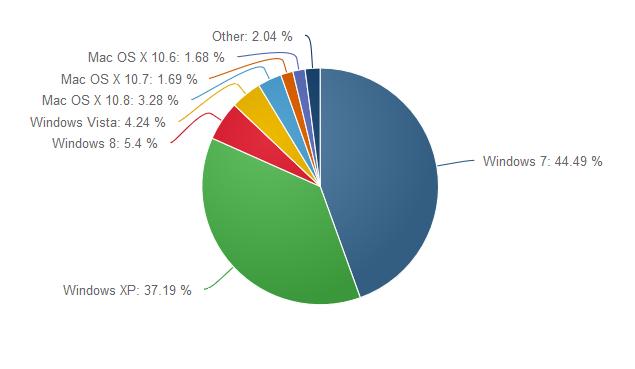 Other: 2.04 %
Mac OS X 10.6: 1.68 %
Mac OS X 10.7: 1.69 %
Mac OS X 10.8: 3.28 %
Windows Vista: 4.24 %
Windows 8: 5.4 %
Windows 7: 44.49 %
Windows XP: 37.19 %